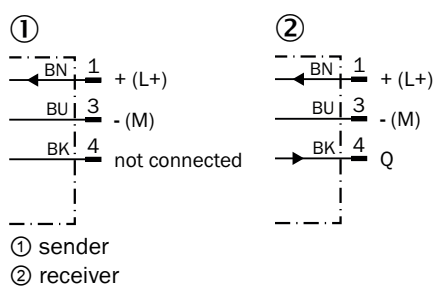 ①
BN 1 + (L+)
BU 3 - (M)
BK 4 not connected
②
BN 1 + (L+)
BU 3 - (M)
BK 4 Q
① sender
② receiver